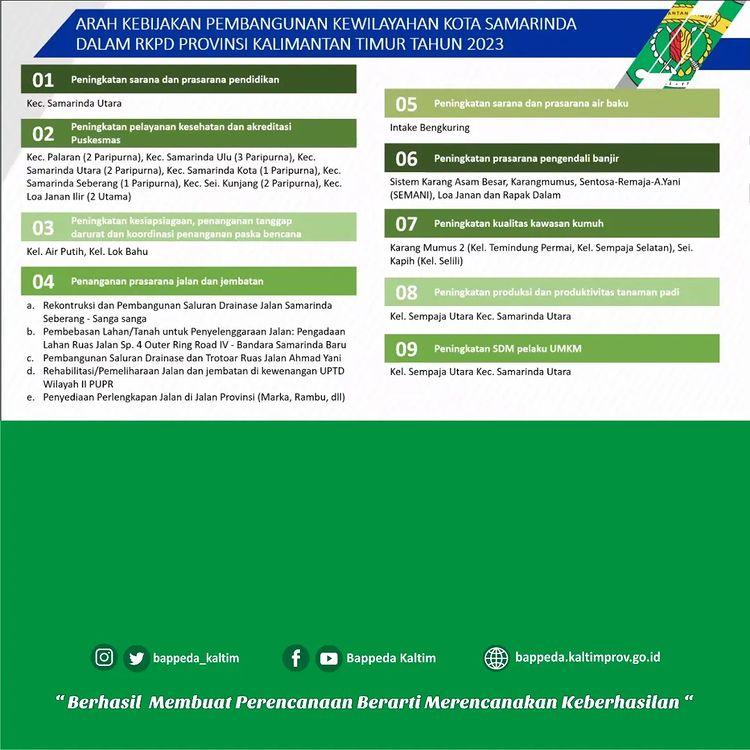 ARAH KEBIJAKAN PEMBANGUNAN KEWILAYAHAN KOTA SAMARINDA
DALAM RKPD PROVINSI KALIMANTAN TIMUR TAHUN 2023
01 Peningkatan sarana dan prasarana pendidikan
Kec. Samarinda Utara
02 Peningkatan pelayanan kesehatan dan akreditasi
Puskesmas
Kec. Palaran (2 Paripurna), Kec. Samarinda Ulu (3 Paripurna), Kec.
Samarinda Utara (2 Paripurna), Kec. Samarinda Kota (1 Paripurna), Kec.
Samarinda Seberang (1 Paripurna), Kec. Sei. Kunjang (2 Paripurna), Kec.
Loa Janan Ilir (2 Utama)
03 Peningkatan kesiapsiagaan, penanganan tanggap
darurat dan koordinasi penanganan paska bencana
Kel. Air Putih, Kel. Lok Bahu
04 Penanganan prasarana jalan dan jembatan
a. Rekontruksi dan Pembangunan Saluran Drainase Jalan Samarinda
Seberang - Sanga sanga
b. Pembebasan Lahan/Tanah untuk Penyelenggaraan Jalan: Pengadaan
Lahan Ruas Jalan Sp. 4 Outer Ring Road IV - Bandara Samarinda Baru
c. Pembangunan Saluran Drainase dan Trotoar Ruas Jalan Ahmad Yani
d. Rehabilitasi/Pemeliharaan Jalan dan jembatan di kewenangan UPTD
Wilayah II PUPR
e. Penyediaan Perlengkapan Jalan di Jalan Provinsi (Marka, Rambu, dll)
05 Peningkatan sarana dan prasarana air baku
Intake Bengkuring
06 Peningkatan prasarana pengendali banjir
Sistem Karang Asam Besar, Karangmumus, Sentosa-Remaja-A.Yani
(SEMANI), Loa Janan dan Rapak Dalam
07 Peningkatan kualitas kawasan kumuh
Karang Mumus 2 (Kel. Temindung Permai, Kel. Sempaja Selatan), Sei.
Kapih (Kel. Selili)
08 Peningkatan produksi dan produktivitas tanaman padi
Kel. Sempaja Utara Kec. Samarinda Utara
09 Peningkatan SDM pelaku UMKM
Kel. Sempaja Utara Kec. Samarinda Utara
bappeda_kaltim
Bappeda Kaltim
bappeda.kaltimprov.go.id
“ Berhasil Membuat Perencanaan Berarti Merencanakan Keberhasilan “